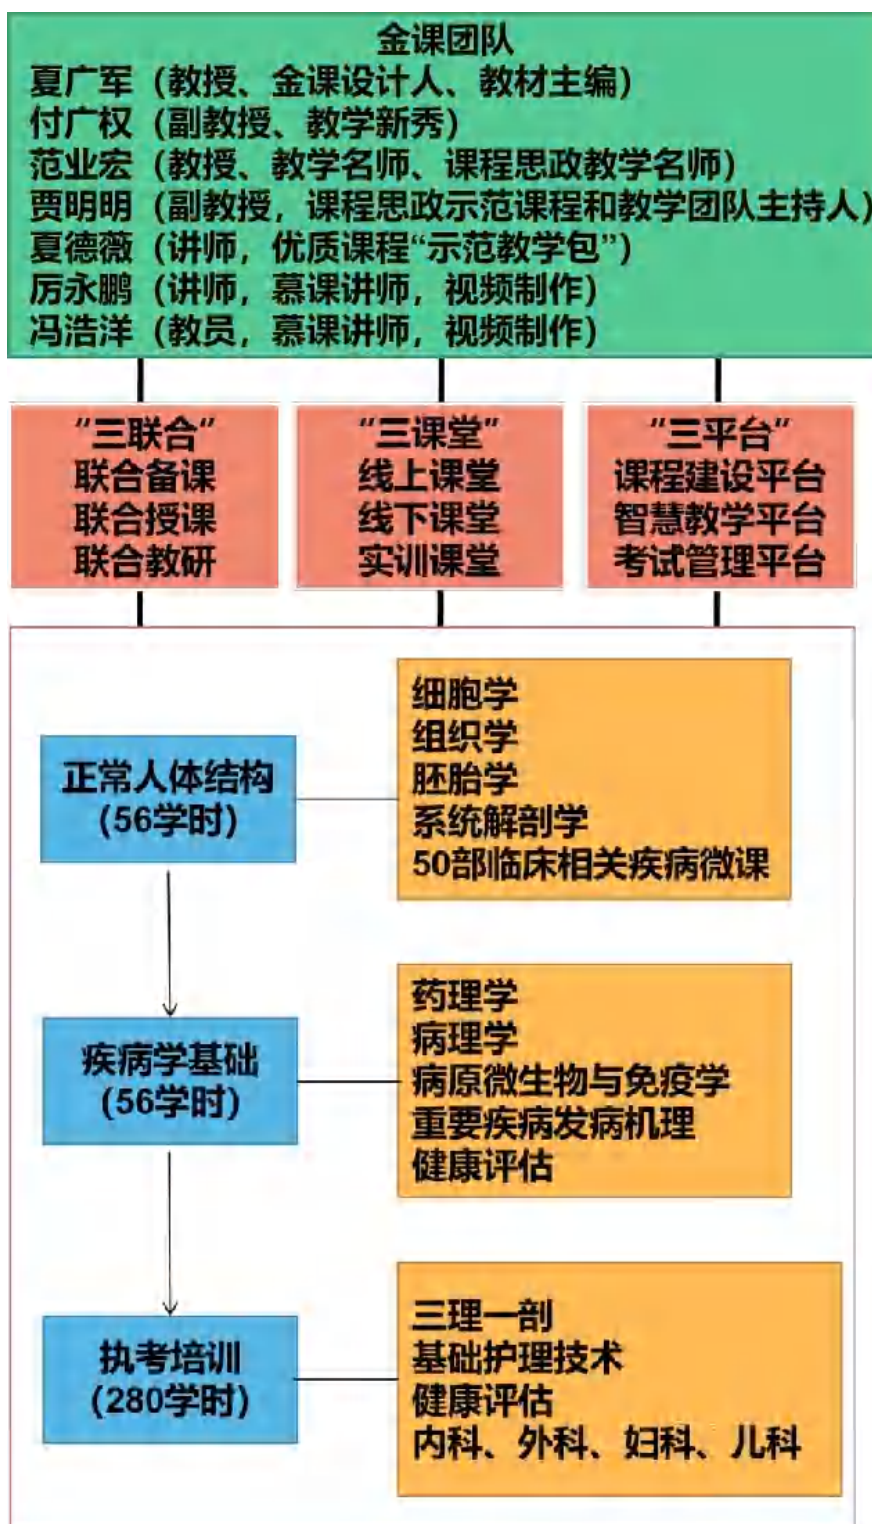 金课团队
夏广军（教授、金课设计人、教材主编）
付广权（副教授、教学新秀）
范业宏（教授、教学名师、课程思政教学名师）
贾明明（副教授，课程思政示范课程和教学团队主持人）
夏德薇（讲师，优质课程“示范教学包”）
厉永鹏（讲师，慕课讲师，视频制作）
冯浩洋（教员，慕课讲师，视频制作）
“三联合”
联合备课
联合授课
联合教研
“三课堂”
线上课堂
线下课堂
实训课堂
“三平台”
课程建设平台
智慧教学平台
考试管理平台
正常人体结构
(56学时)
细胞学
组织学
胚胎学
系统解剖学
50部临床相关疾病微课
疾病学基础
(56学时)
药理学
病理学
病原微生物与免疫学
重要疾病发病机理
健康评估
执考培训
(280学时)
三理一剖
基础护理技术
健康评估
内科、外科、妇科、儿科